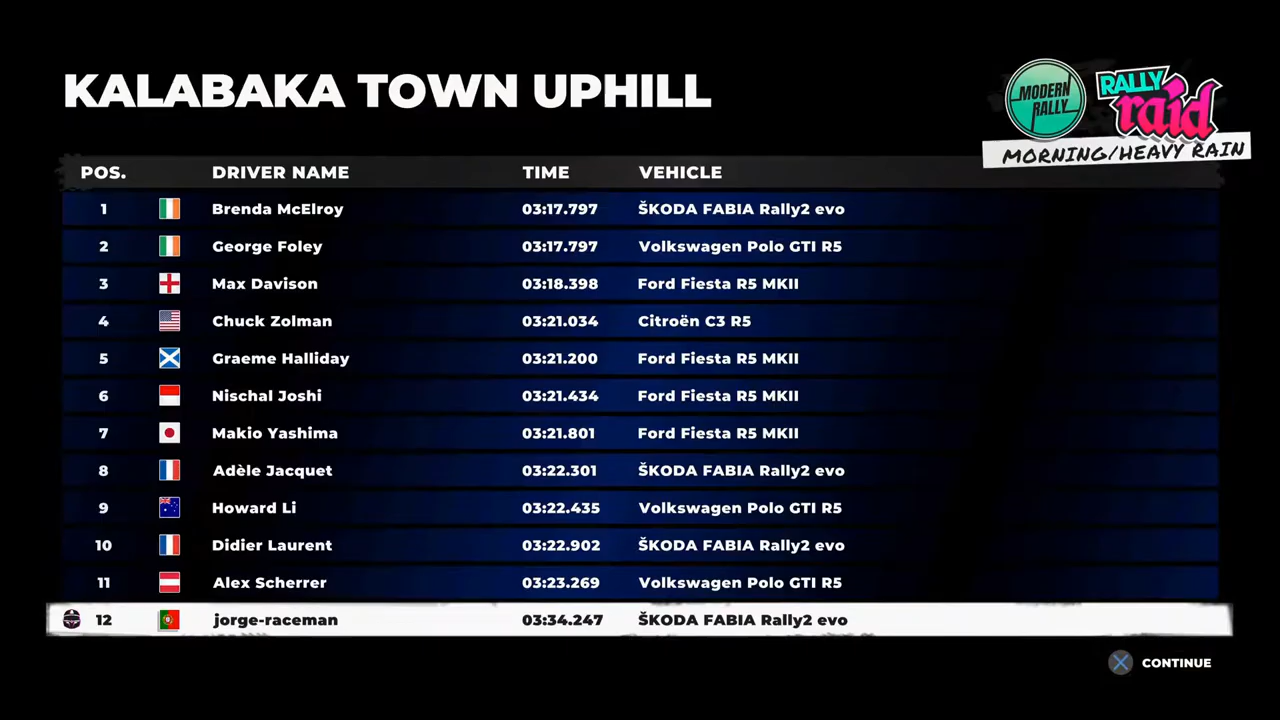 KALABAKA TOWN UPHILL
MODERN RALLY
RALLY raid
MORNING/HEAVY RAIN
POS. DRIVER NAME TIME VEHICLE
1 Brenda McElroy 03:17.797 ŠKODA FABIA Rally2 evo
2 George Foley 03:17.797 Volkswagen Polo GTI R5
3 Max Davison 03:18.398 Ford Fiesta R5 MKII
4 Chuck Zolman 03:21.034 Citroën C3 R5
5 Graeme Halliday 03:21.200 Ford Fiesta R5 MKII
6 Nischal Joshi 03:21.434 Ford Fiesta R5 MKII
7 Makio Yashima 03:21.801 Ford Fiesta R5 MKII
8 Adèle Jacquet 03:22.301 ŠKODA FABIA Rally2 evo
9 Howard Li 03:22.435 Volkswagen Polo GTI R5
10 Didier Laurent 03:22.902 ŠKODA FABIA Rally2 evo
11 Alex Scherrer 03:23.269 Volkswagen Polo GTI R5
12 jorge-raceman 03:34.247 ŠKODA FABIA Rally2 evo
CONTINUE